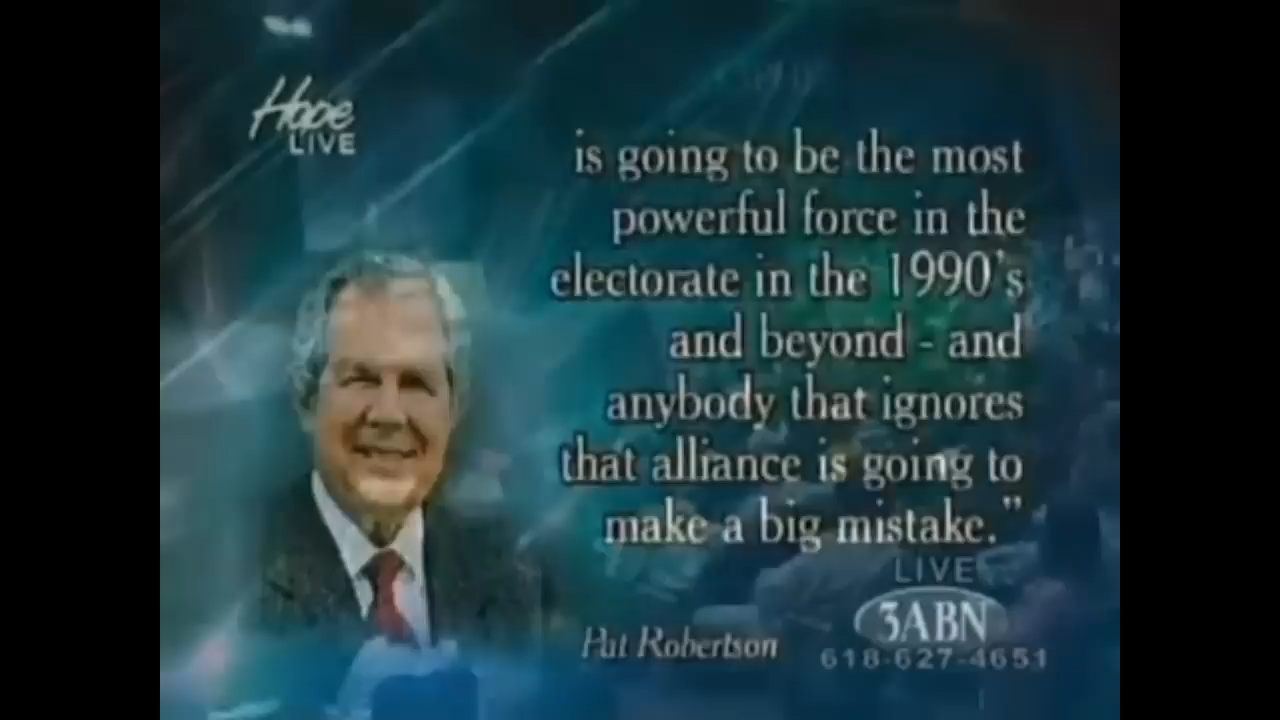 Hope
LIVE
is going to be the most
powerful force in the
electorate in the 1990's
and beyond - and
anybody that ignores
that alliance is going to
make a big mistake."
LIVE
3ABN
Pat Robertson
618-627-4651